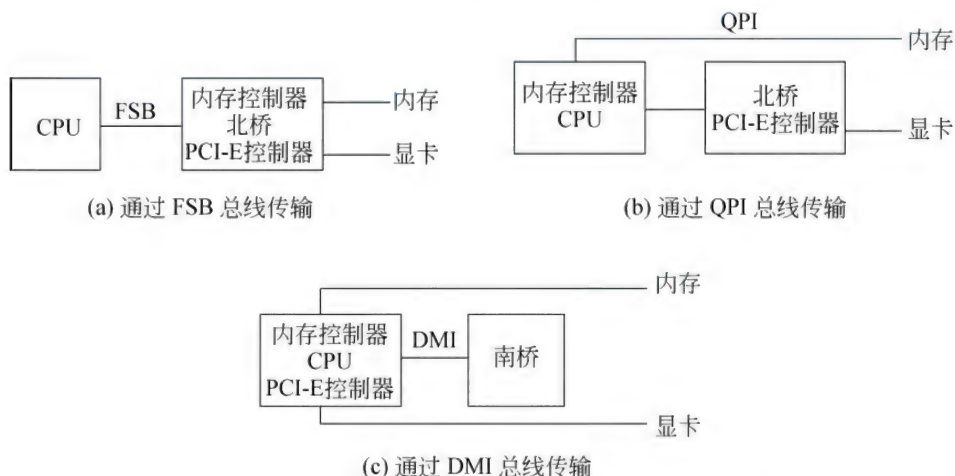 QPI
内存
CPU
FSB
内存控制器
北桥
PCI-E控制器
内存
显卡
内存控制器
CPU
北桥
PCI-E控制器
显卡
(a) 通过 FSB 总线传输
(b) 通过 QPI 总线传输
内存
内存控制器
CPU
PCI-E控制器
DMI
南桥
显卡
(c) 通过 DMI 总线传输